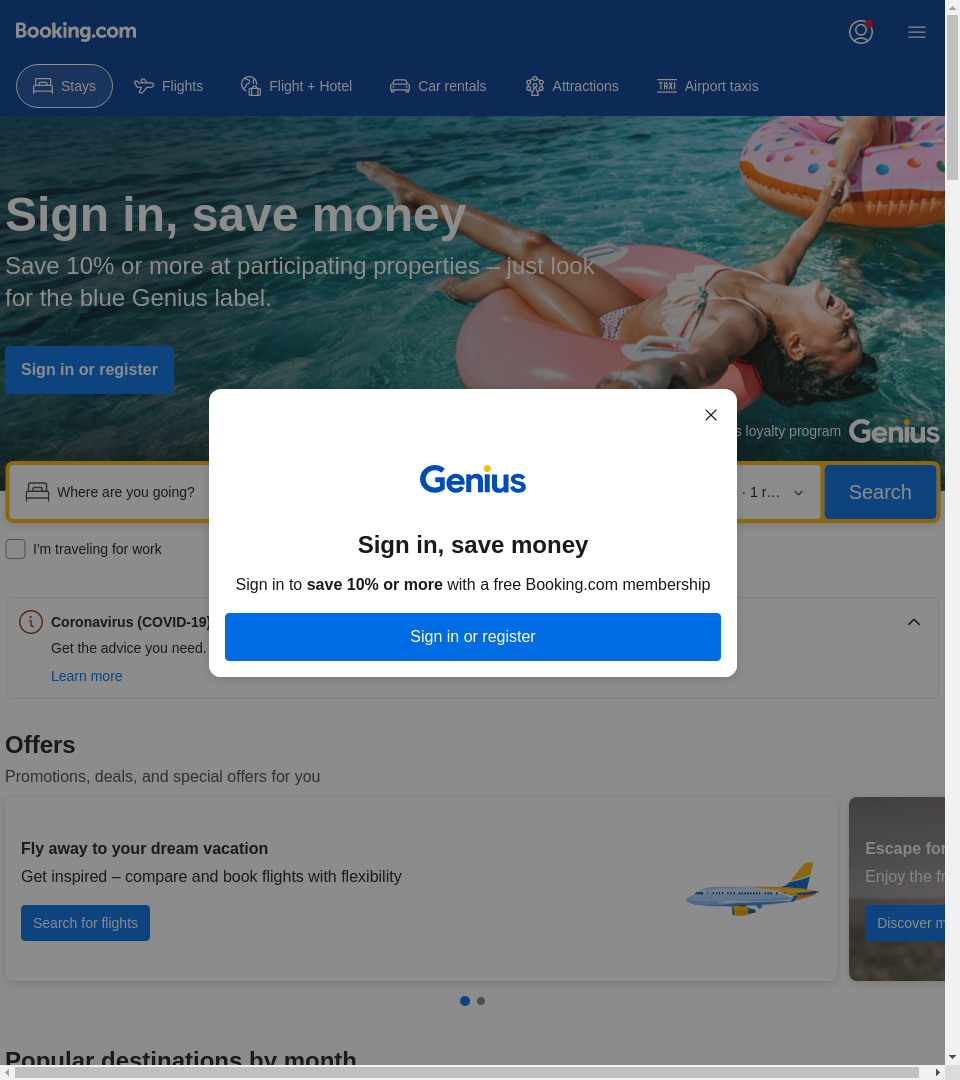 Booking.com
Stays
Flights
Flight + Hotel
Car rentals
Attractions
TAXI Airport taxis
Sign in, save money
Save 10% or more at participating properties – just look
for the blue Genius label.
Sign in or register
loyalty program Genius
Where are you going?
· 1 r…
Search
I'm traveling for work
Genius
Sign in, save money
Sign in to save 10% or more with a free Booking.com membership
Sign in or register
Coronavirus (COVID-19)
Get the advice you need.
Learn more
Offers
Promotions, deals, and special offers for you
Fly away to your dream vacation
Get inspired – compare and book flights with flexibility
Search for flights
Escape for
Enjoy the
Discover
Popular destinations by month